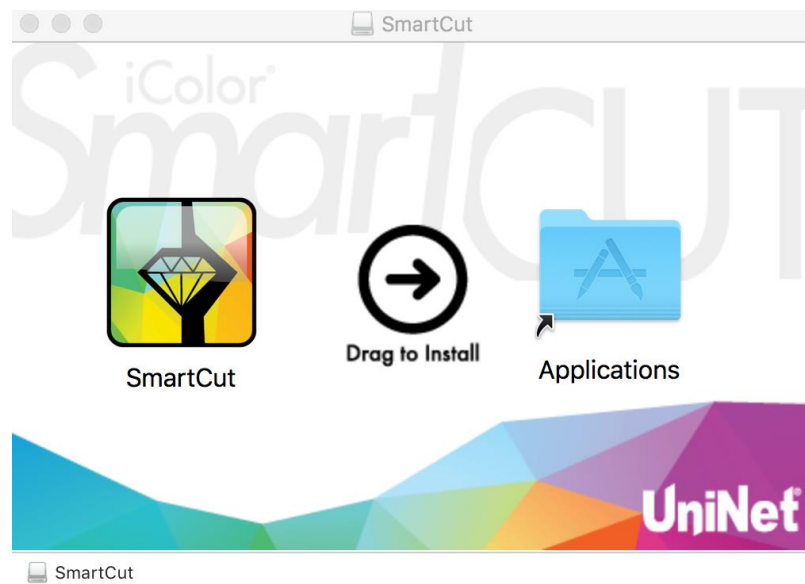 SmartCut
iColor®
SmartCUT
SmartCut
Drag to Install
Applications
UniNet®
SmartCut